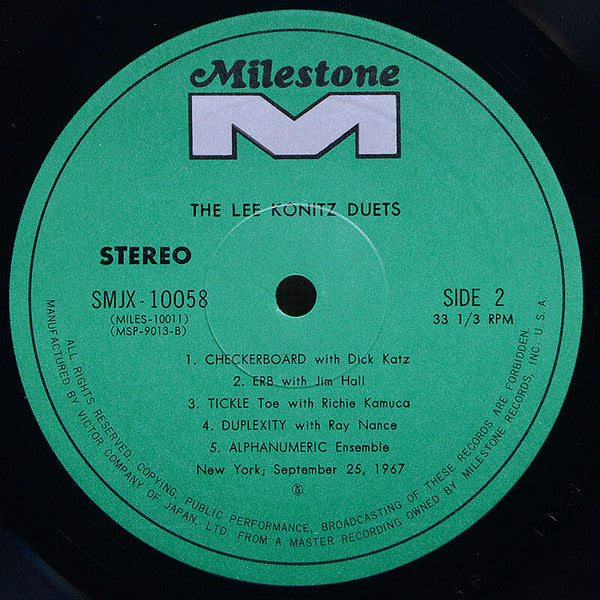 Milestone
M
THE LEE KONITZ DUETS
STEREO
SMJX-10058
(MILES-10011)
(MSP-9013-B)
SIDE 2
33 1/3 RPM
1. CHECKERBOARD with Dick Katz
2. ERB with Jim Hall
3. TICKLE Toe with Richie Kamuca
4. DUPLEXITY with Ray Nance
5. ALPHANUMERIC Ensemble
New York; September 25, 1967
Ⓢ
ALL RIGHTS RESERVED. COPYING, PUBLIC PERFORMANCE, BROADCASTING OF THESE RECORDS ARE FORBIDDEN.
MANUFACTURED BY VICTOR COMPANY OF JAPAN, LTD. FROM A MASTER RECORDING OWNED BY MILESTONE RECORDS, INC. U.S.A.